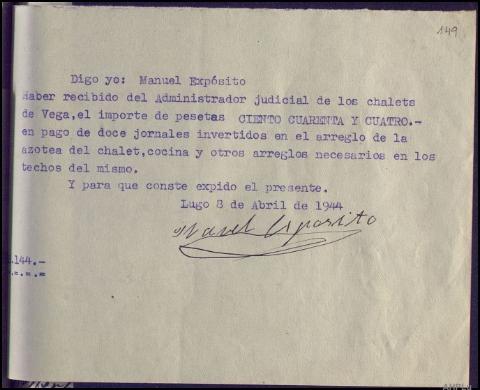 149
Digo yo: Manuel Expósito
Haber recibido del Administrador judicial de los chalets
de Vega,el importe de pesetas CIENTO CUARENTA Y CUATRO.-
en pago de doce jornales invertidos en el arreglo de la
azotea del chalet,cocina y otros arreglos necesarios en los
techos del mismo.
Y para que conste expido el presente.
Lugo 8 de Abril de 1944
Manuel Exposito
144.-